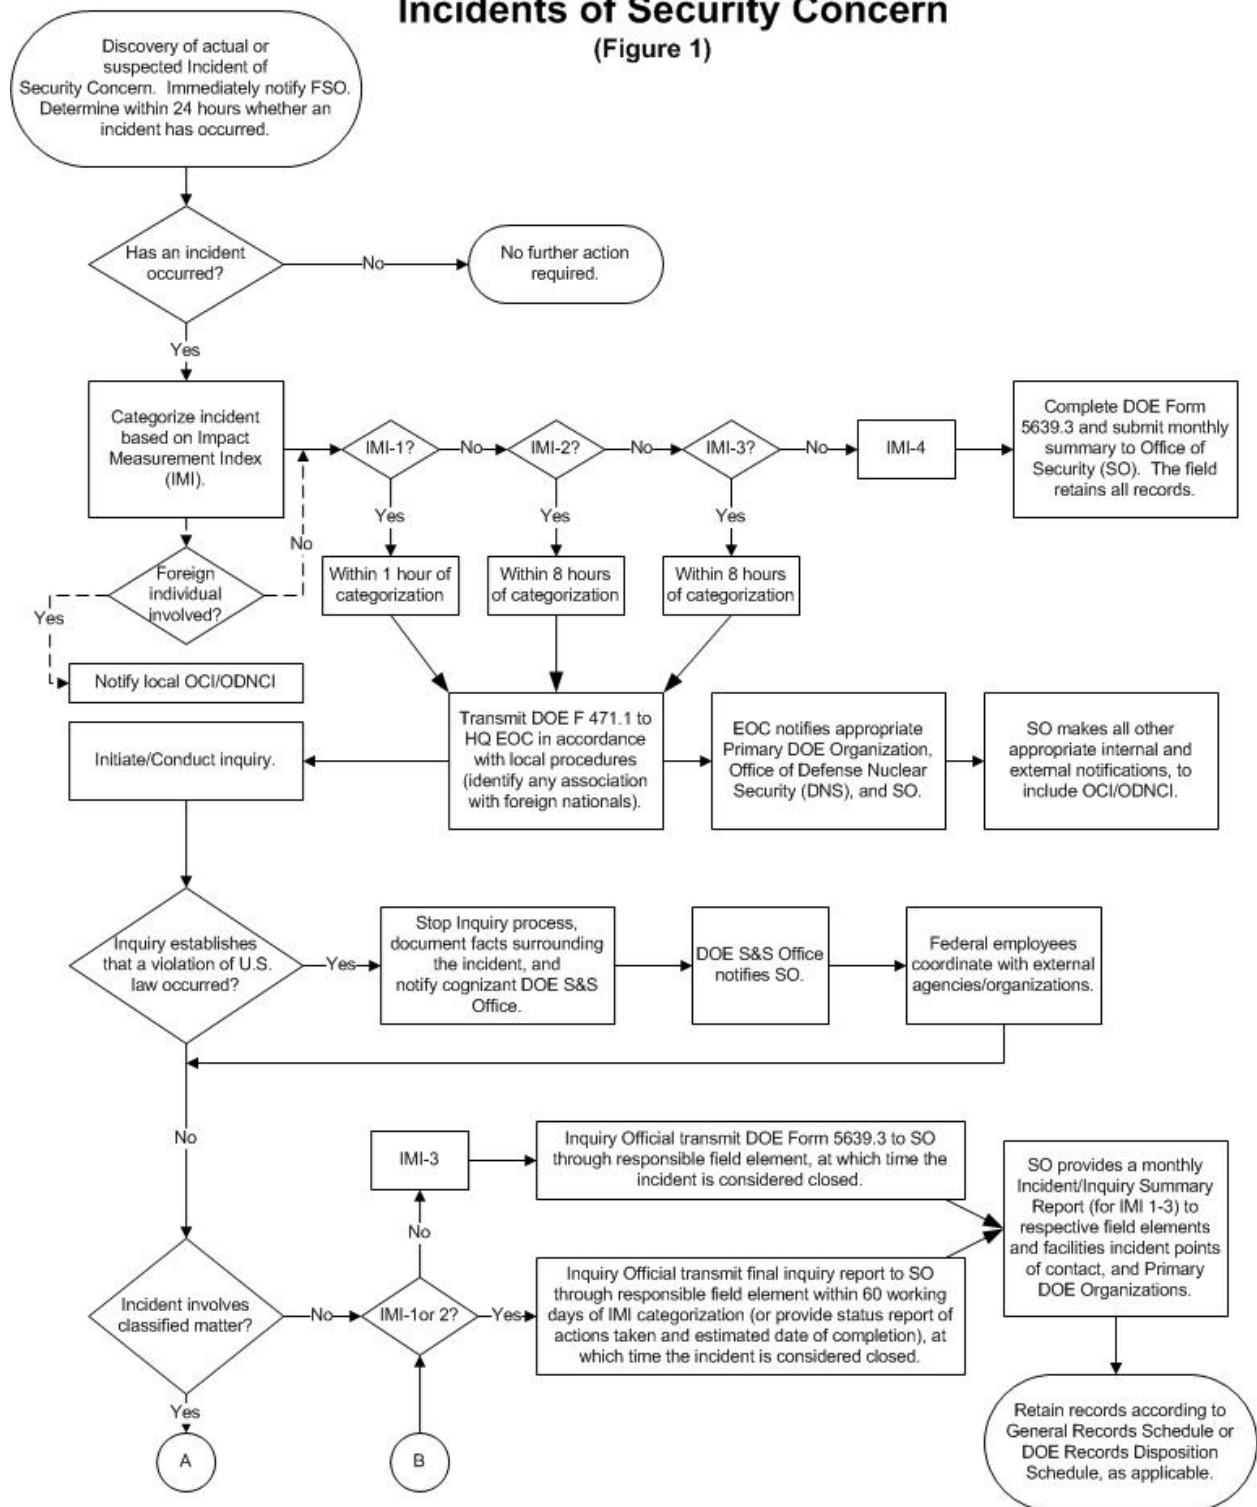 Incidents of Security Concern
(Figure 1)
Discovery of actual or
suspected Incident of
Security Concern. Immediately notify FSO.
Determine within 24 hours whether an
incident has occurred.
Has an incident
occurred?
No
No further action
required.
Yes
Categorize incident
based on Impact
Measurement Index
(IMI).
IMI-1?
No
IMI-2?
No
IMI-3?
No
IMI-4
Complete DOE Form
5639.3 and submit monthly
summary to Office of
Security (SO). The field
retains all records.
Yes
Yes
Yes
No
Foreign
individual
involved?
Yes
Within 1 hour of
categorization
Within 8 hours
of categorization
Within 8 hours
of categorization
Notify local OCI/ODNCI
Initiate/Conduct inquiry.
Transmit DOE F 471.1 to
HQ EOC in accordance
with local procedures
(identify any association
with foreign nationals).
EOC notifies appropriate
Primary DOE Organization,
Office of Defense Nuclear
Security (DNS), and SO.
SO makes all other
appropriate internal and
external notifications, to
include OCI/ODNCI.
Inquiry establishes
that a violation of U.S.
law occurred?
Yes
Stop Inquiry process,
document facts surrounding
the incident, and
notify cognizant DOE S&S
Office.
DOE S&S Office
notifies SO.
Federal employees
coordinate with external
agencies/organizations.
No
IMI-3
Inquiry Official transmit DOE Form 5639.3 to SO
through responsible field element, at which time the
incident is considered closed.
SO provides a monthly
Incident/Inquiry Summary
Report (for IMI 1-3) to
respective field elements
and facilities incident points
of contact, and Primary
DOE Organizations.
No
Incident involves
classified matter?
No
IMI-1or 2?
Yes
Inquiry Official transmit final inquiry report to SO
through responsible field element within 60 working
days of IMI categorization (or provide status report of
actions taken and estimated date of completion), at
which time the incident is considered closed.
Yes
A
B
Retain records according to
General Records Schedule or
DOE Records Disposition
Schedule, as applicable.